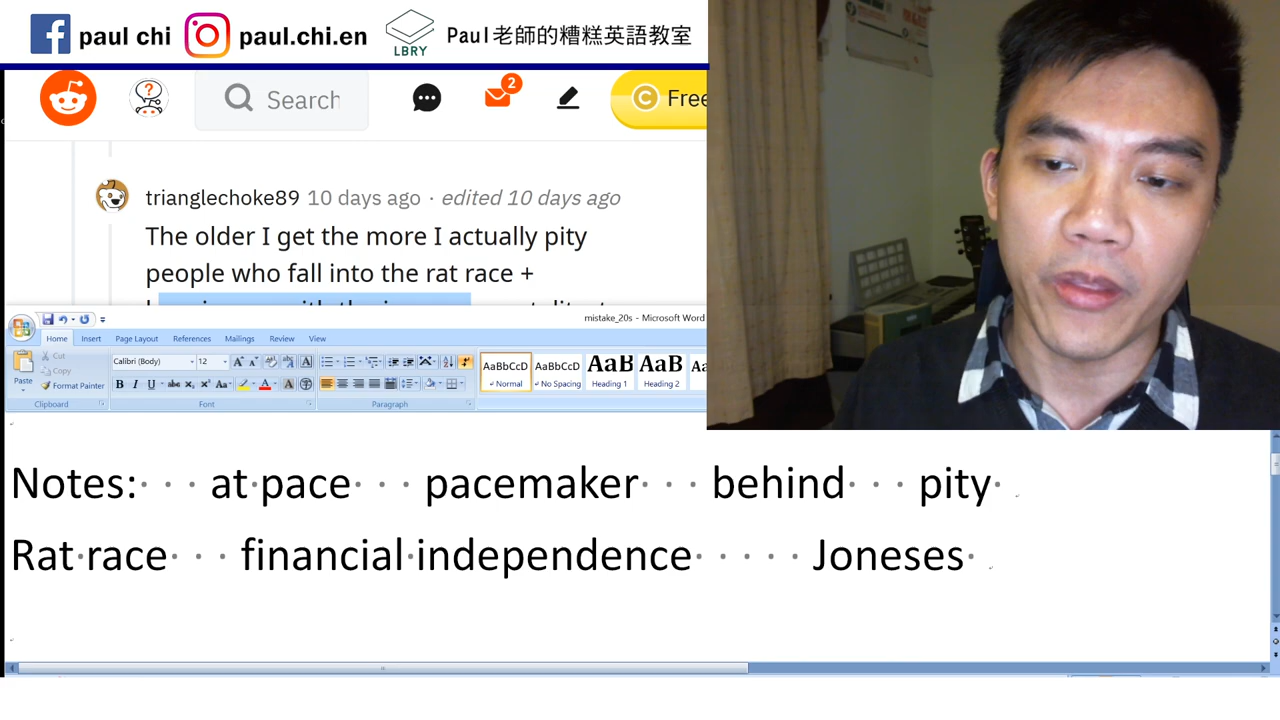 paul chi paul.chi.en LBRY Paul老師的糟糕英語教室
Search 2 Free
trianglechoke89 10 days ago · edited 10 days ago
The older I get the more I actually pity
people who fall into the rat race +
mistake_20s - Microsoft Word
Home Insert Page Layout References Mailings Review View
Cut
Copy
Paste Format Painter
Calibri (Body) 12
AaBbCcD AaBbCcD AaB AaBb
Normal No Spacing Heading 1 Heading 2
Clipboard Font Paragraph
Notes: at pace pacemaker behind pity
Rat race financial independence Joneses